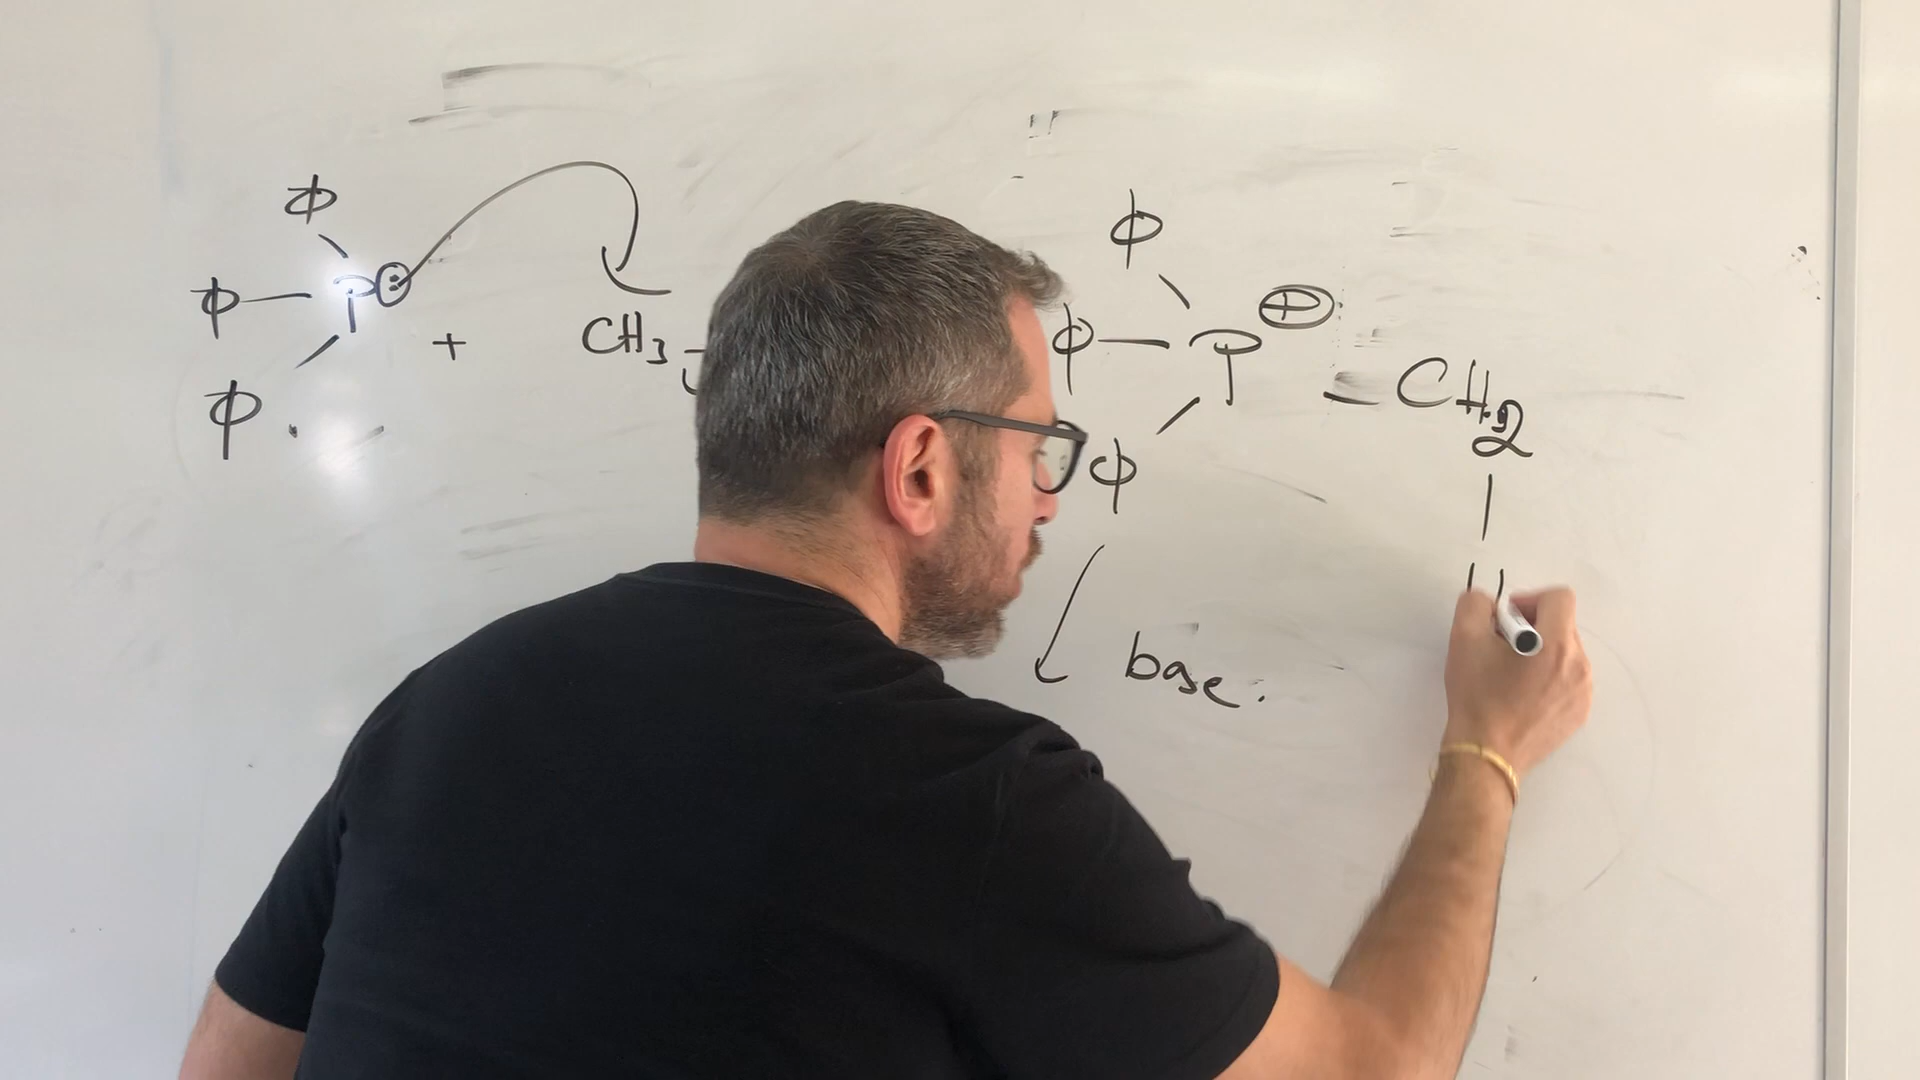 Φ
Φ — P :
Φ
+
CH3
Φ
Φ — P ⊕
Φ
CH2
base: